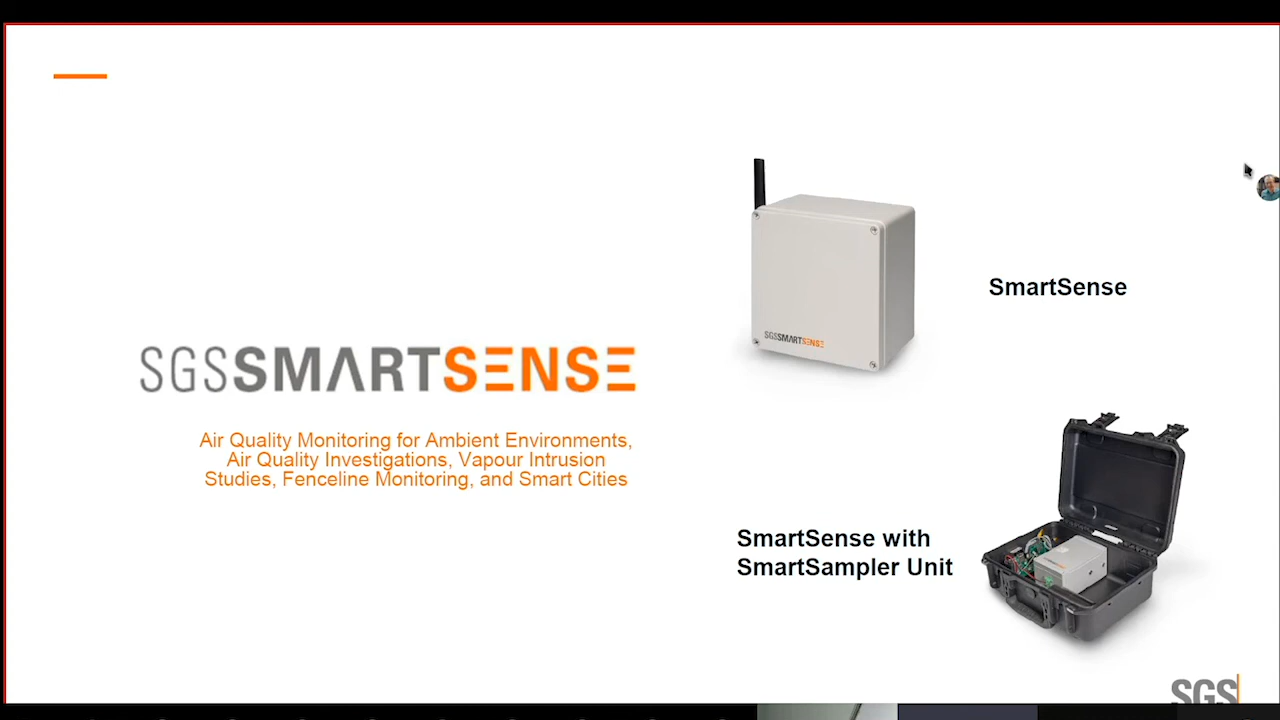 SGSSMARTSENSE
Air Quality Monitoring for Ambient Environments,
Air Quality Investigations, Vapour Intrusion
Studies, Fenceline Monitoring, and Smart Cities
SGSSMARTSENSE
SmartSense
SmartSense with
SmartSampler Unit
SGS